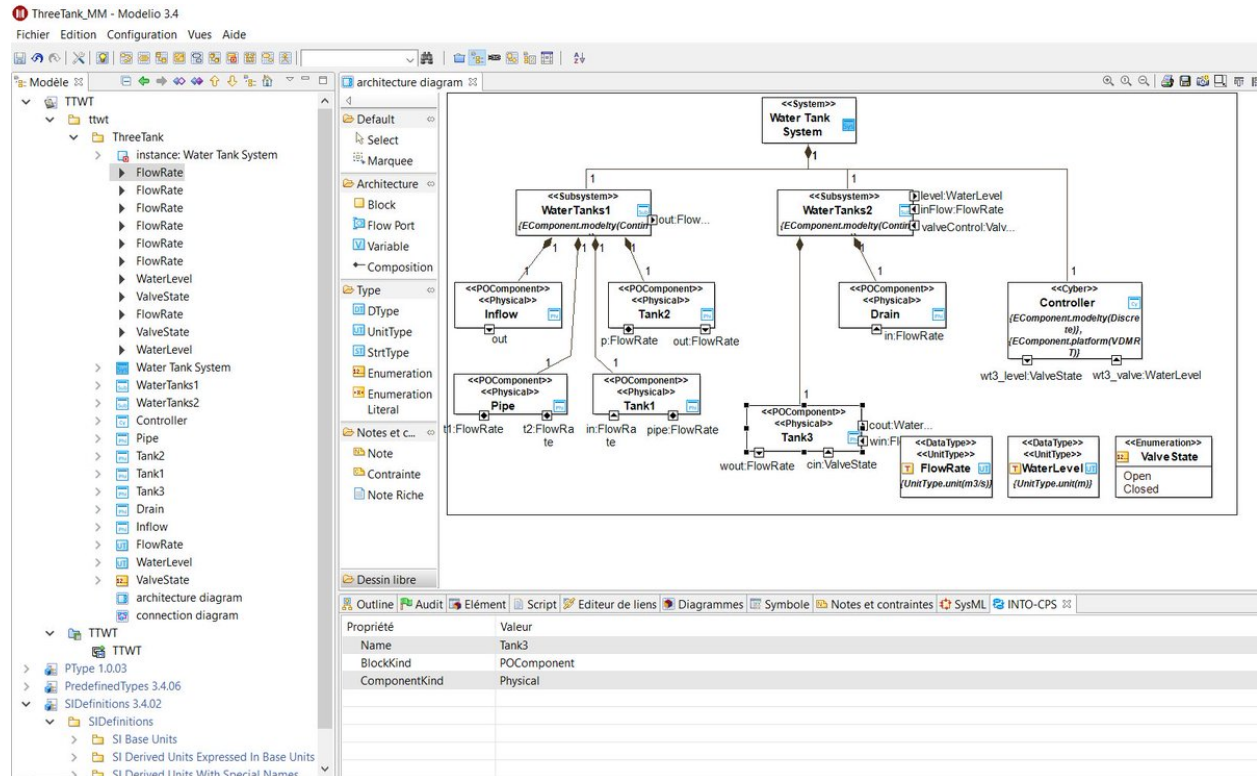 ThreeTank_MM - Modelio 3.4
Fichier Edition Configuration Vues Aide
Modèle
TTWT
ttwt
ThreeTank
instance: Water Tank System
FlowRate
FlowRate
FlowRate
FlowRate
FlowRate
FlowRate
WaterLevel
ValveState
FlowRate
ValveState
WaterLevel
Water Tank System
WaterTanks1
WaterTanks2
Controller
Pipe
Tank2
Tank1
Tank3
Drain
Inflow
FlowRate
WaterLevel
ValveState
architecture diagram
connection diagram
TTWT
TTWT
PType 1.0.03
PredefinedTypes 3.4.06
SIDefinitions 3.4.02
SIDefinitions
SI Base Units
SI Derived Units Expressed In Base Units
SI Derived Units With Special Names
architecture diagram
Default
Select
Marquee
Architecture
Block
Flow Port
Variable
Composition
Type
DType
UnitType
StrtType
Enumeration
Enumeration
Literal
Notes et c...
Note
Contrainte
Note Riche
Dessin libre
<<System>>
Water Tank
System
1
1
1
1
<<Subsystem>>
WaterTanks1
{EComponent.modelty(Contin
out:Flow...
<<Subsystem>>
WaterTanks2
{EComponent.modelty(Contin
level:WaterLevel
inFlow:FlowRate
valveControl:Valv...
1
1
1
1
1
1
1
1
1
<<POComponent>>
<<Physical>>
Inflow
out
<<POComponent>>
<<Physical>>
Tank2
p:FlowRate out:FlowRate
<<POComponent>>
<<Physical>>
Drain
in:FlowRate
<<Cyber>>
Controller
{EComponent.modelty(Discre
te)},
{EComponent.platform(VDMR
T)}
wt3_level:ValveState wt3_valve:WaterLevel
1
1
1
<<POComponent>>
<<Physical>>
Pipe
t1:FlowRate t2:FlowRa
te
<<POComponent>>
<<Physical>>
Tank1
in:FlowRa
te
pipe:FlowRate
<<POComponent>>
<<Physical>>
Tank3
cout:Water...
win:Fl
wout:FlowRate cin:ValveState
<<DataType>>
<<UnitType>>
FlowRate
{UnitType.unit(m3/s)}
<<DataType>>
<<UnitType>>
WaterLevel
{UnitType.unit(m)}
<<Enumeration>>
ValveState
Open
Closed
Outline Audit Elément Script Editeur de liens Diagrammes Symbole Notes et contraintes SysML INTO-CPS
Propriété Valeur
Name Tank3
BlockKind POComponent
ComponentKind Physical